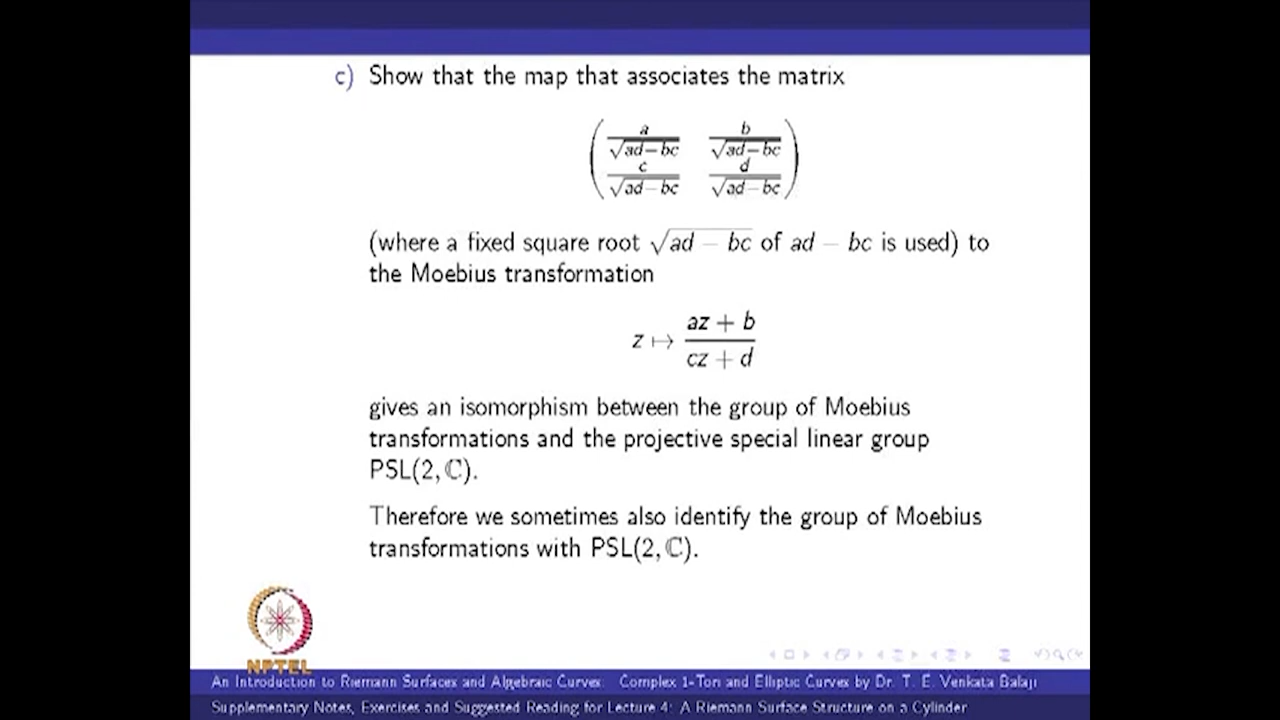 c) Show that the map that associates the matrix
a/√ad−bc b/√ad−bc
c/√ad−bc d/√ad−bc
(where a fixed square root √ad − bc of ad − bc is used) to
the Moebius transformation
z ↦ az + b / cz + d
gives an isomorphism between the group of Moebius
transformations and the projective special linear group
PSL(2, ℂ).
Therefore we sometimes also identify the group of Moebius
transformations with PSL(2, ℂ).
NPTEL
An Introduction to Riemann Surfaces and Algebraic Curves: Complex 1-Tori and Elliptic Curves by Dr. T. E. Venkata Balaji
Supplementary Notes, Exercises and Suggested Reading for Lecture 4: A Riemann Surface Structure on a Cylinder